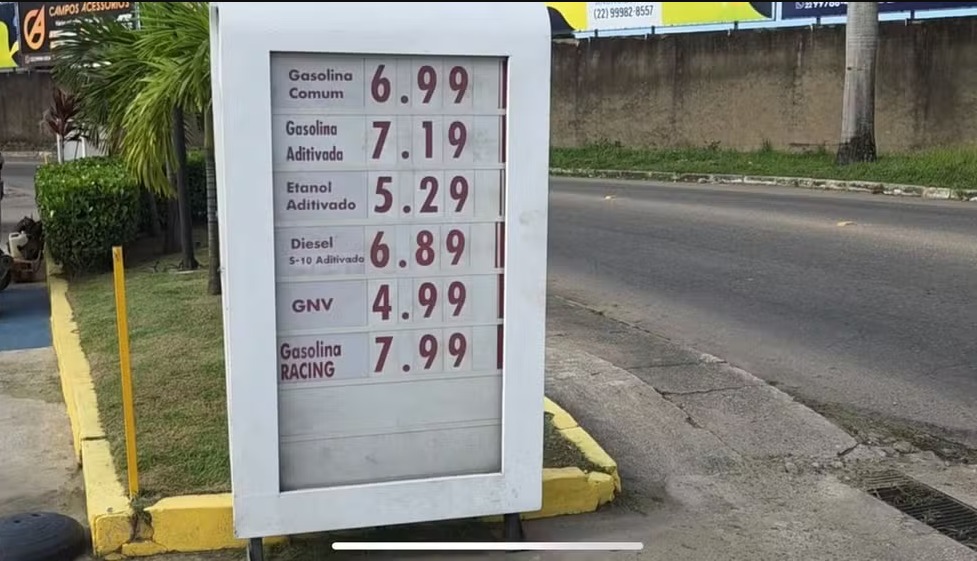 CAMPOS ACESSORIOS
(22) 99982-8557
Gasolina
Comum
6.99
Gasolina
Aditivada
7.19
Etanol
Aditivado
5.29
Diesel
S-10 Aditivado
6.89
GNV
4.99
Gasolina
RACING
7.99